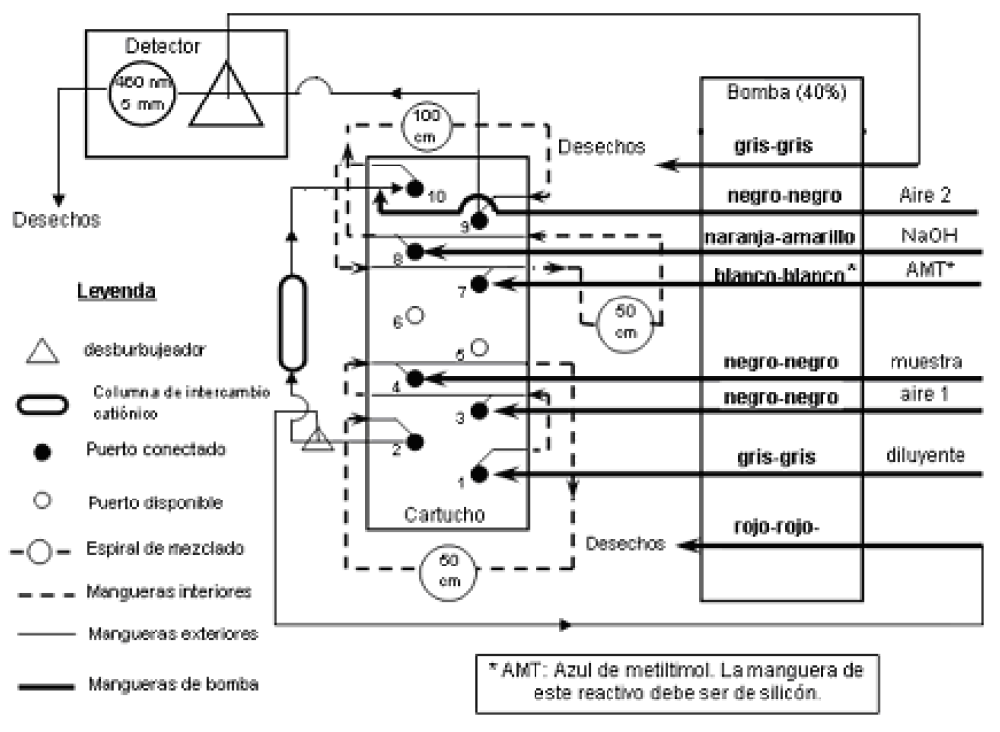 Detector
460 nm
5 mm
Desechos
100
cm
Desechos
Bomba (40%)
gris-gris
negro-negro
Aire 2
naranja-amarillo
NaOH
blanco-blanco*
AMT*
10
9
8
7
6
5
4
3
2
1
50
cm
negro-negro
muestra
negro-negro
aire 1
gris-gris
diluyente
Cartucho
Desechos
rojo-rojo-
50
cm
Leyenda
desburbujeador
Columna de intercambio
catiónico
Puerto conectado
Puerto disponible
Espiral de mezclado
Mangueras interiores
Mangueras exteriores
Mangueras de bomba
* AMT: Azul de metiltimol. La manguera de
este reactivo debe ser de silicón.